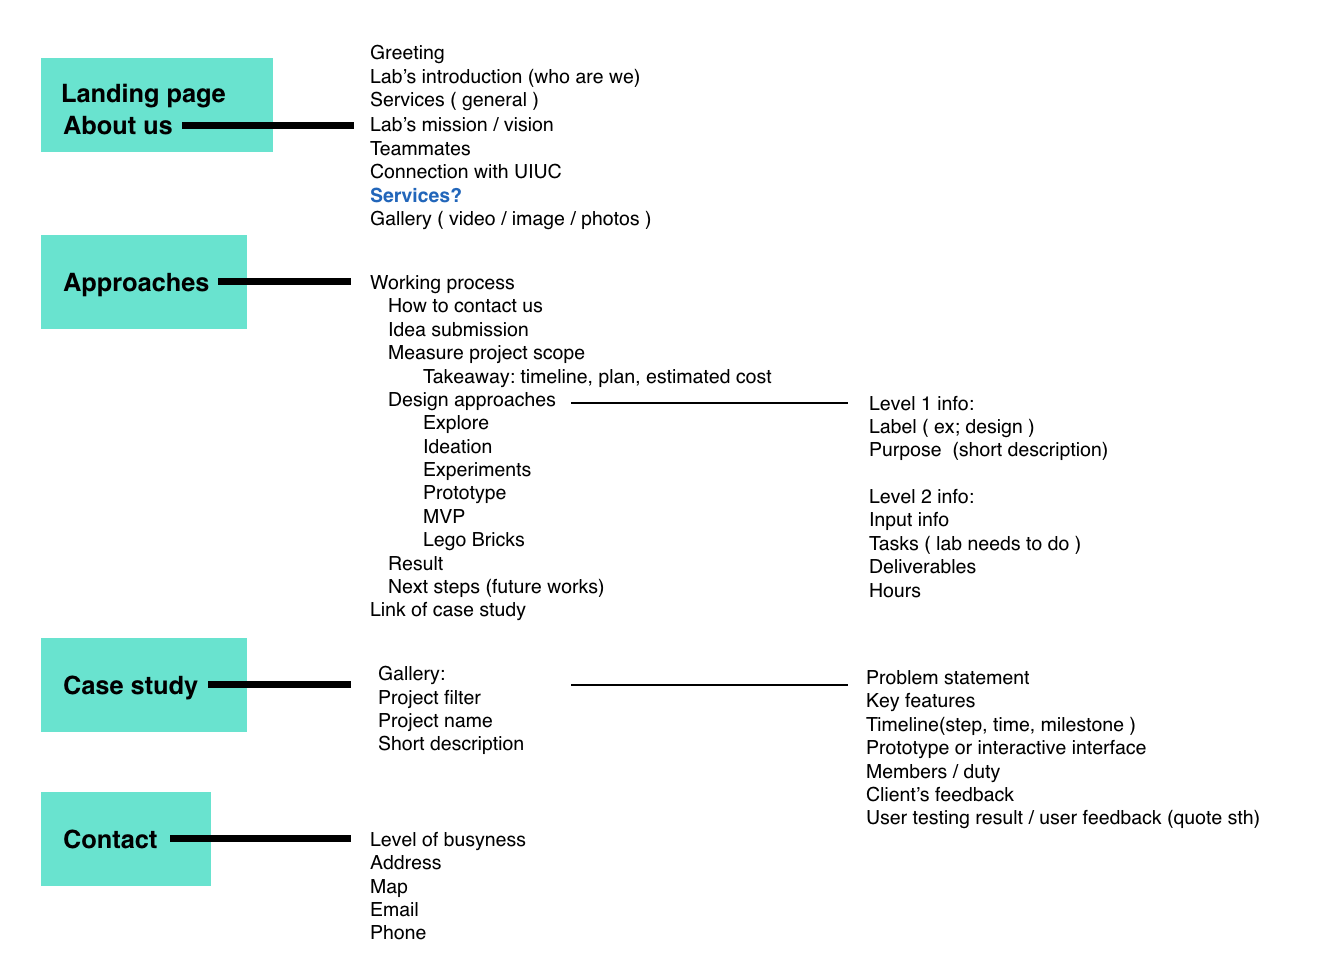 Landing page
About us
Greeting
Lab’s introduction (who are we)
Services ( general )
Lab’s mission / vision
Teammates
Connection with UIUC
Services?
Gallery ( video / image / photos )
Approaches
Working process
How to contact us
Idea submission
Measure project scope
Takeaway: timeline, plan, estimated cost
Design approaches
Explore
Ideation
Experiments
Prototype
MVP
Lego Bricks
Result
Next steps (future works)
Link of case study
Level 1 info:
Label ( ex; design )
Purpose  (short description)
Level 2 info:
Input info
Tasks ( lab needs to do )
Deliverables
Hours
Case study
Gallery:
Project filter
Project name
Short description
Problem statement
Key features
Timeline(step, time, milestone )
Prototype or interactive interface
Members / duty
Client’s feedback
User testing result / user feedback (quote sth)
Contact
Level of busyness
Address
Map
Email
Phone